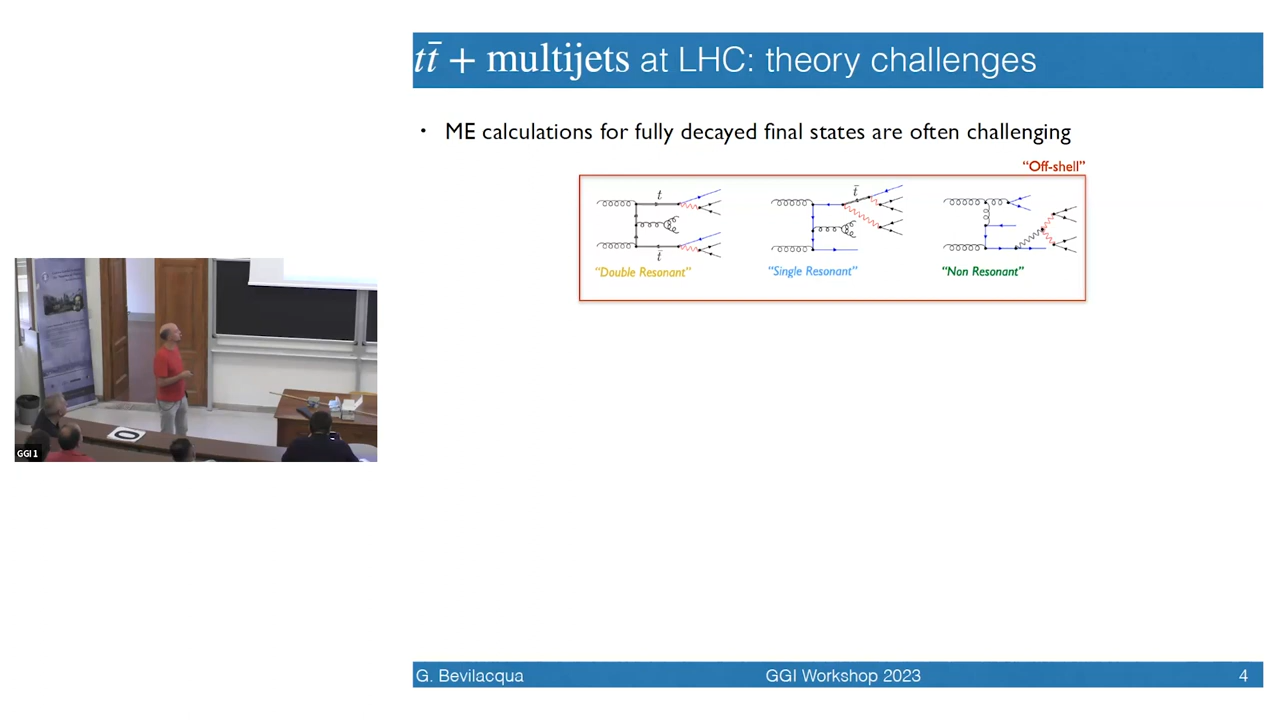 tt̄ + multijets at LHC: theory challenges
• ME calculations for fully decayed final states are often challenging
“Off-shell”
t
t̄
“Double Resonant”
t̄
“Single Resonant”
“Non Resonant”
GGI 1
G. Bevilacqua GGI Workshop 2023 4